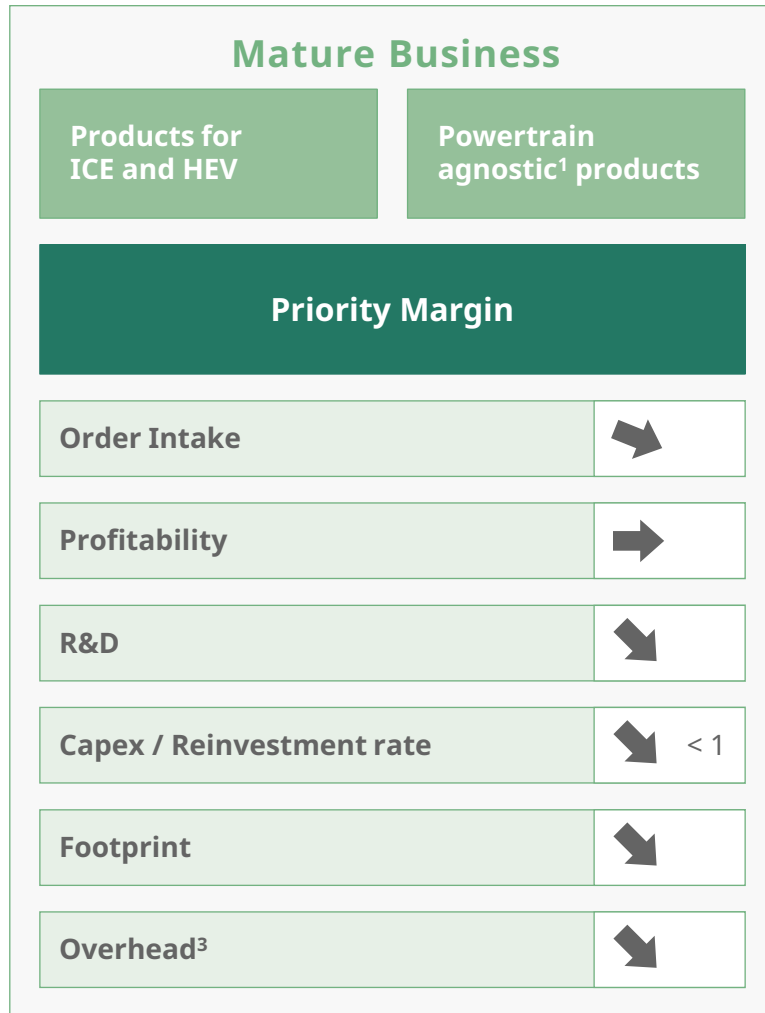 Mature Business
Products for
ICE and HEV
Powertrain
agnostic¹ products
Priority Margin
Order Intake
Profitability
R&D
Capex / Reinvestment rate
< 1
Footprint
Overhead³